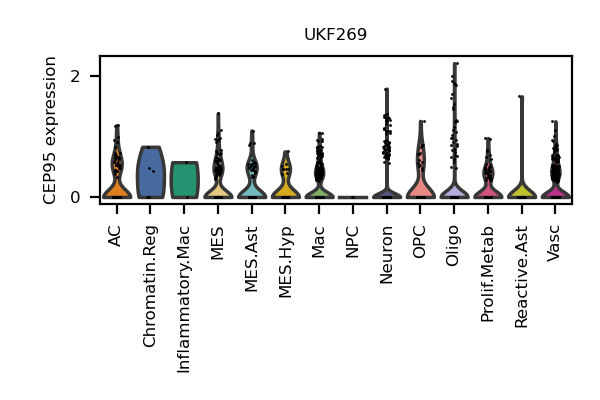 UKF269
CEP95 expression
2
0
AC
Chromatin.Reg
Inflammatory.Mac
MES
MES.Ast
MES.Hyp
Mac
NPC
Neuron
OPC
Oligo
Prolif.Metab
Reactive.Ast
Vasc